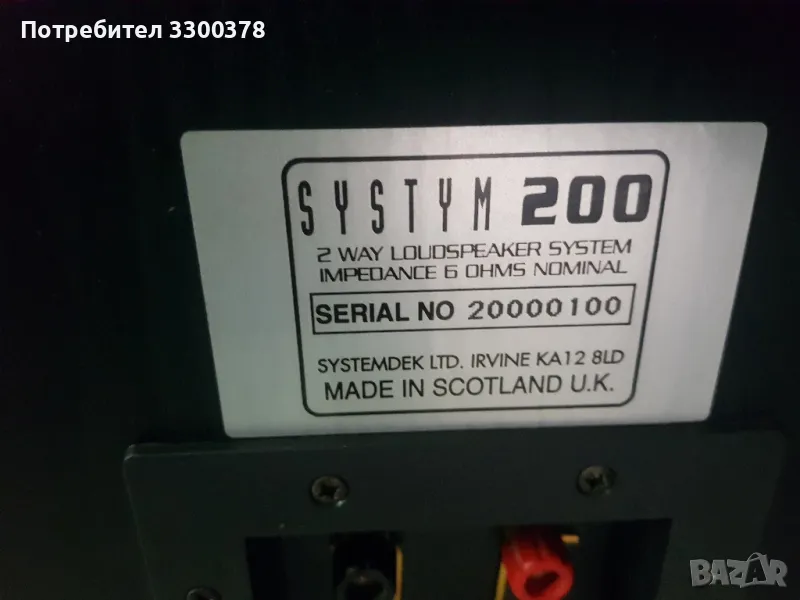 Потребител 3300378
SYSTYM 200
2 WAY LOUDSPEAKER SYSTEM
IMPEDANCE 6 OHMS NOMINAL
SERIAL NO 20000100
SYSTEMDEK LTD. IRVINE KA12 8LD
MADE IN SCOTLAND U.K.
BAZAR